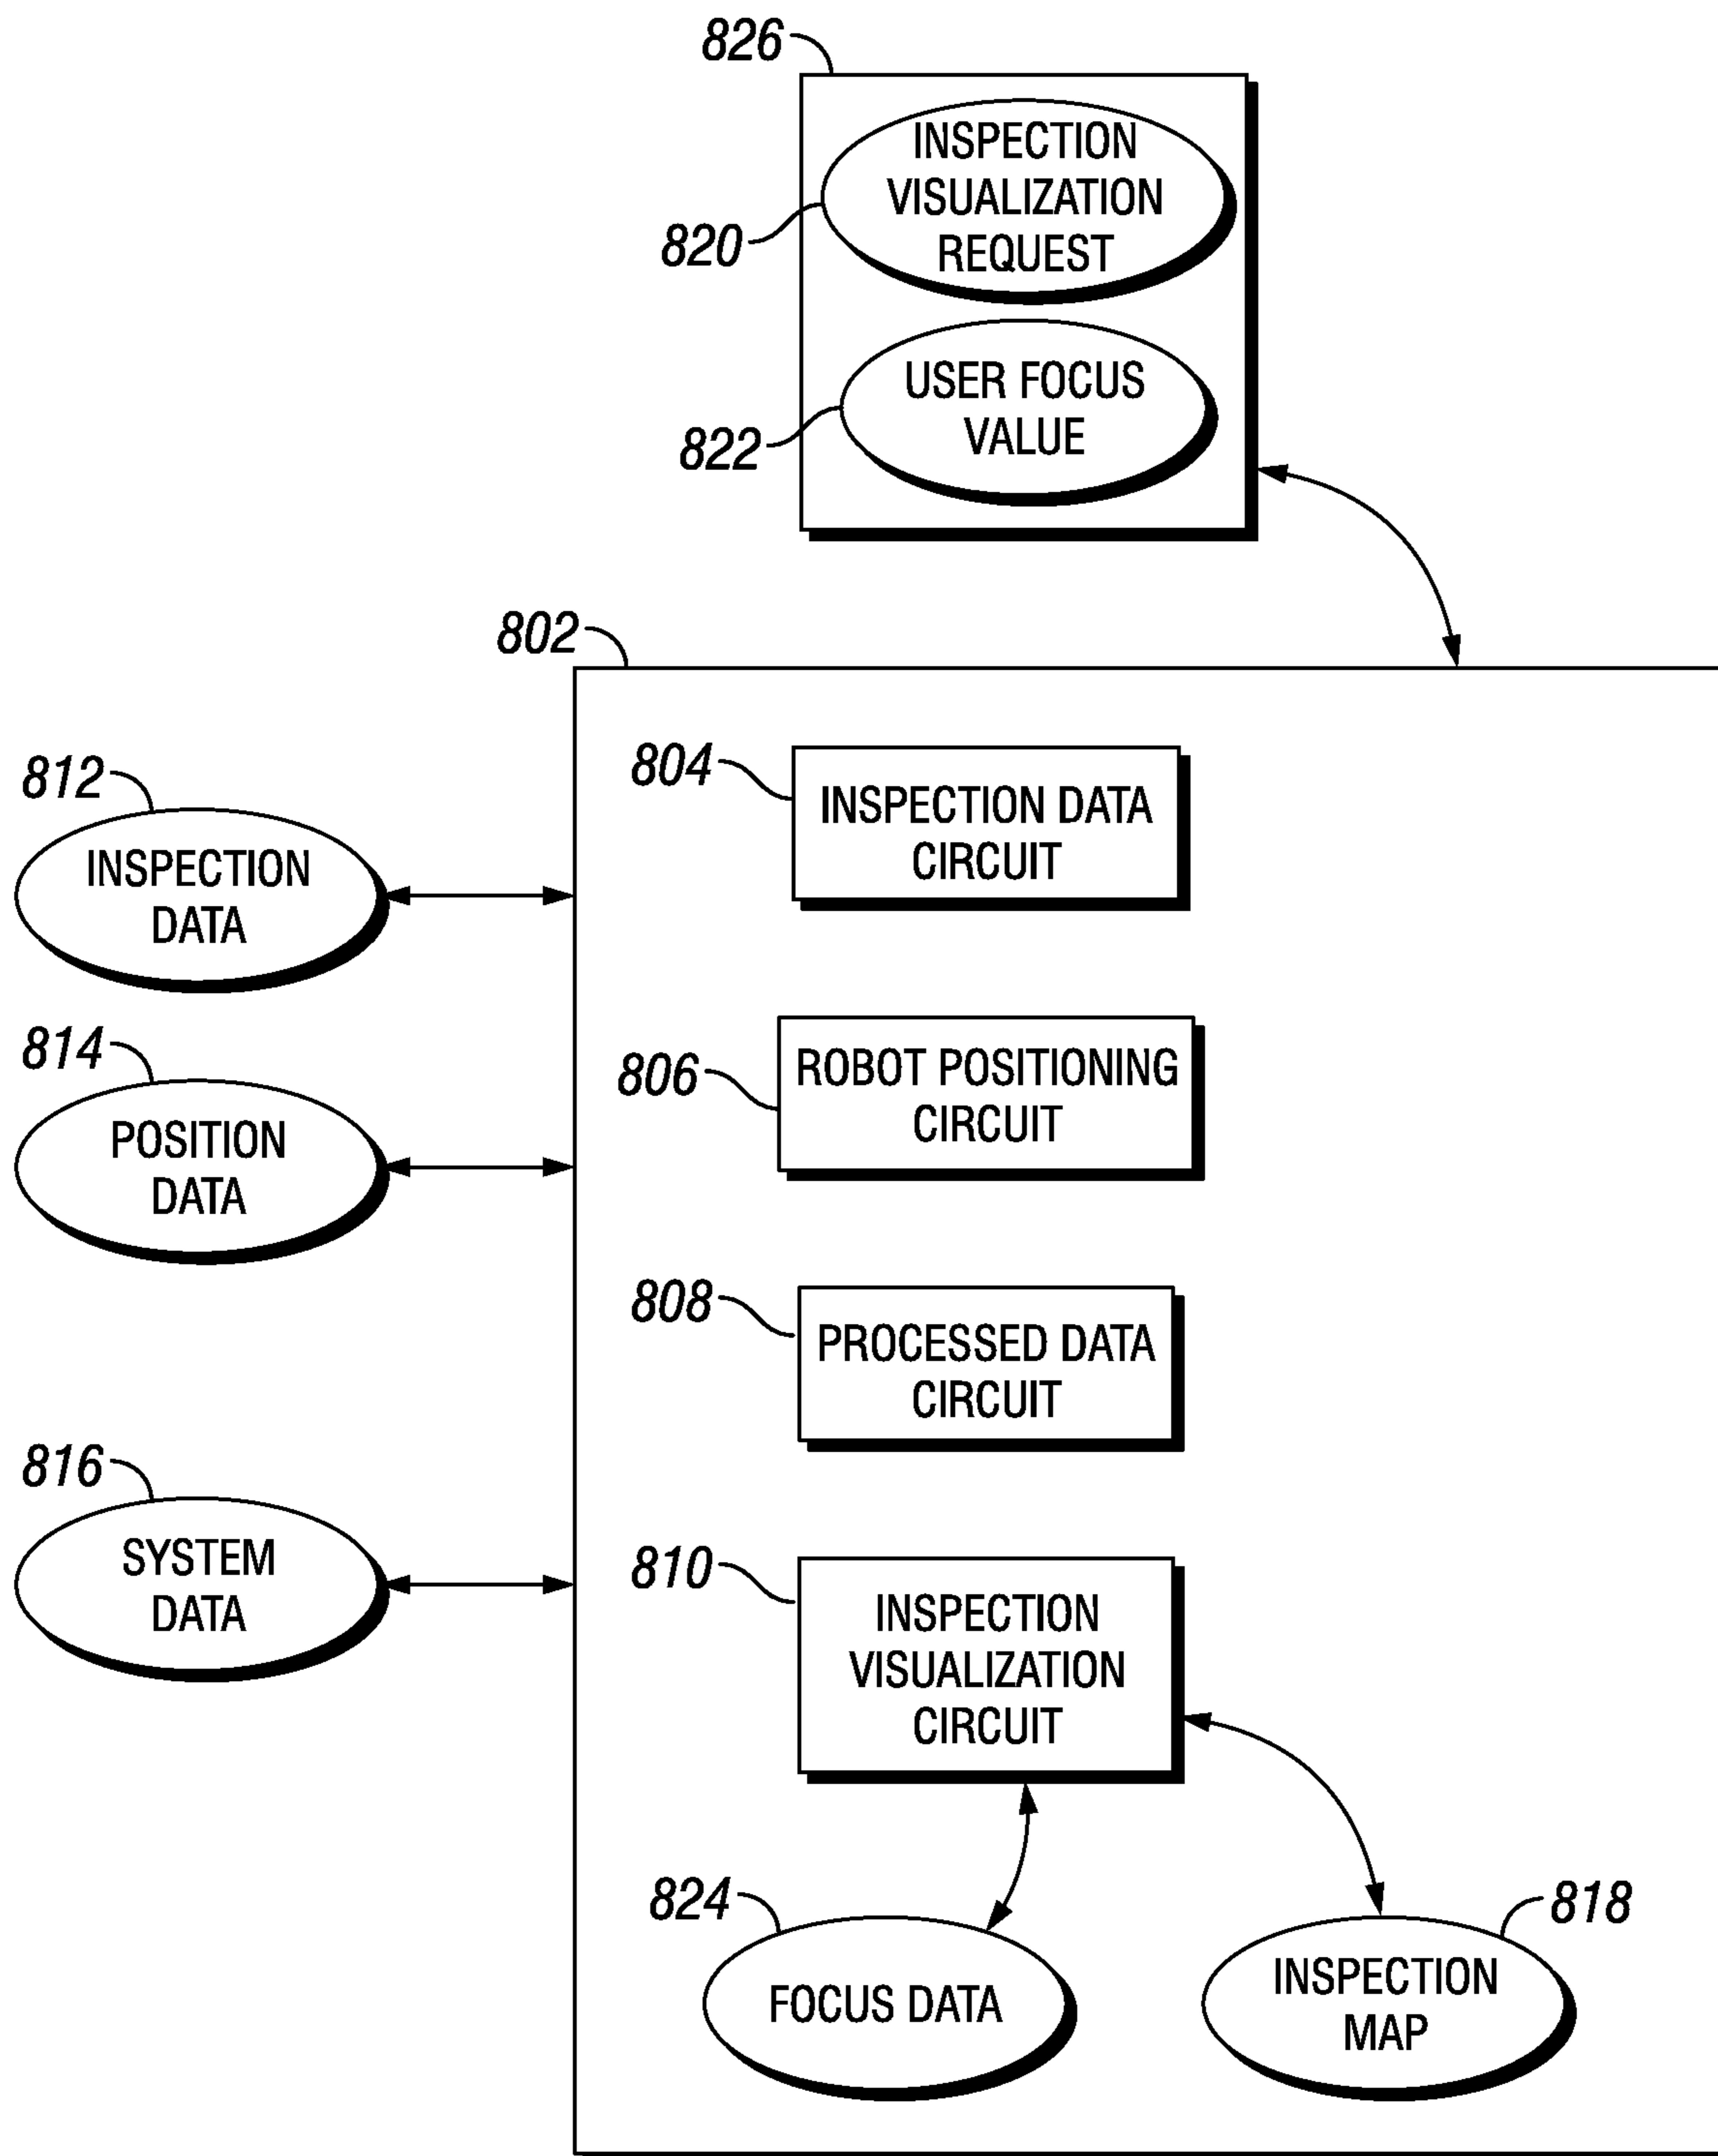 826
INSPECTION
VISUALIZATION
REQUEST
820
USER FOCUS
VALUE
822
802
812
INSPECTION
DATA
804
INSPECTION DATA
CIRCUIT
814
POSITION
DATA
806
ROBOT POSITIONING
CIRCUIT
808
PROCESSED DATA
CIRCUIT
816
SYSTEM
DATA
810
INSPECTION
VISUALIZATION
CIRCUIT
824
FOCUS DATA
818
INSPECTION
MAP